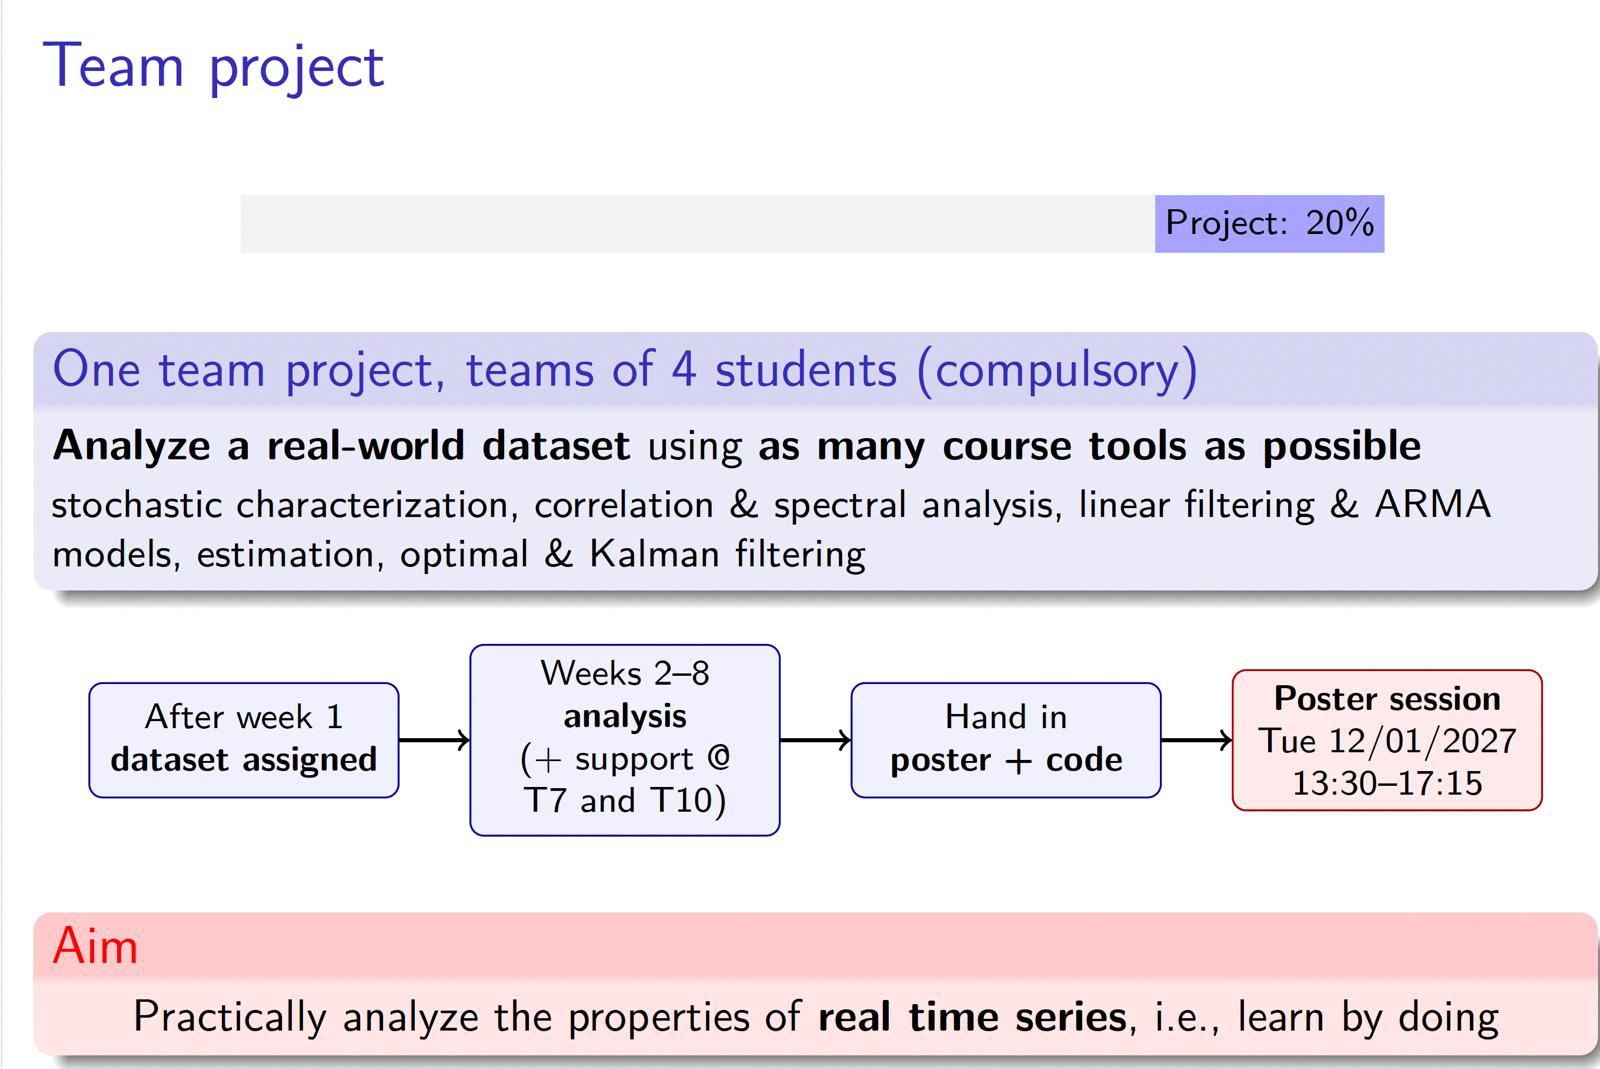 Team project
Project: 20%
One team project, teams of 4 students (compulsory)
Analyze a real-world dataset using as many course tools as possible
stochastic characterization, correlation & spectral analysis, linear filtering & ARMA
models, estimation, optimal & Kalman filtering
After week 1
dataset assigned
Weeks 2–8
analysis
(+ support @
T7 and T10)
Hand in
poster + code
Poster session
Tue 12/01/2027
13:30–17:15
Aim
Practically analyze the properties of real time series, i.e., learn by doing